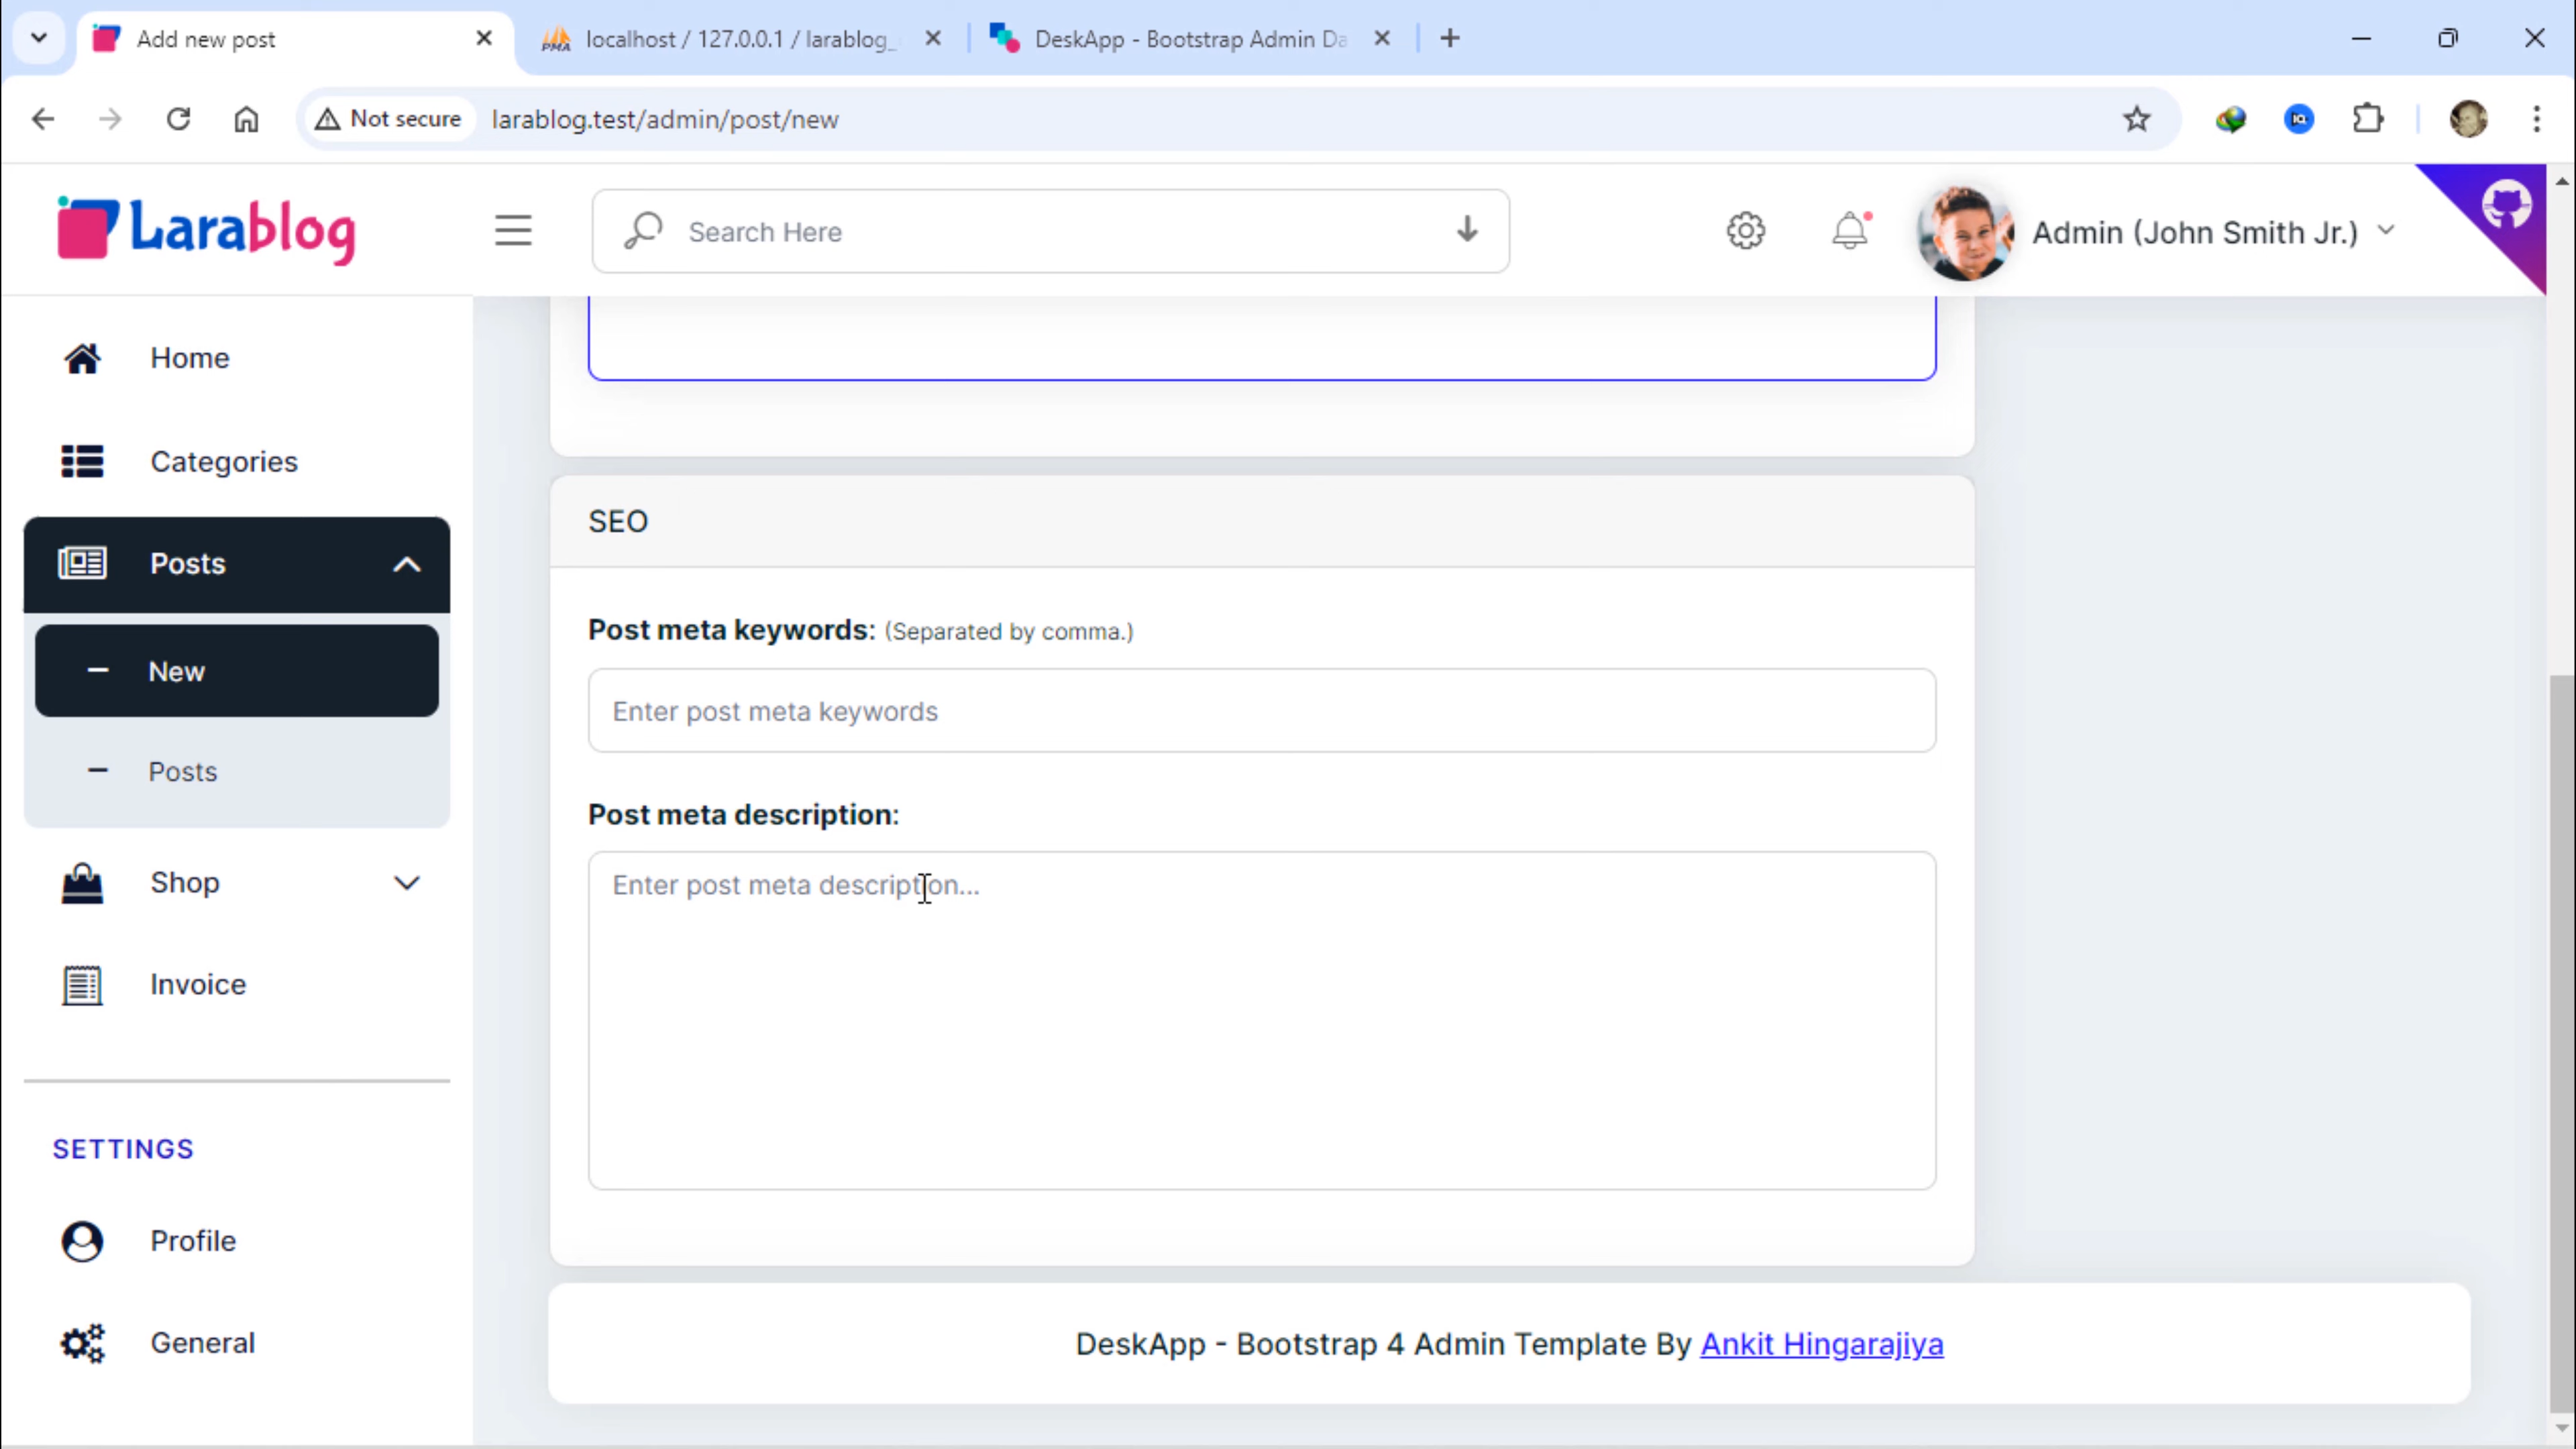 Add new post
localhost / 127.0.0.1 / larablog_
DeskApp - Bootstrap Admin Da
Not secure
larablog.test/admin/post/new
Larablog
Search Here
Admin (John Smith Jr.)
Home
Categories
Posts
New
Posts
Shop
Invoice
SETTINGS
Profile
General
SEO
Post meta keywords: (Separated by comma.)
Enter post meta keywords
Post meta description:
Enter post meta description...
DeskApp - Bootstrap 4 Admin Template By Ankit Hingarajiya